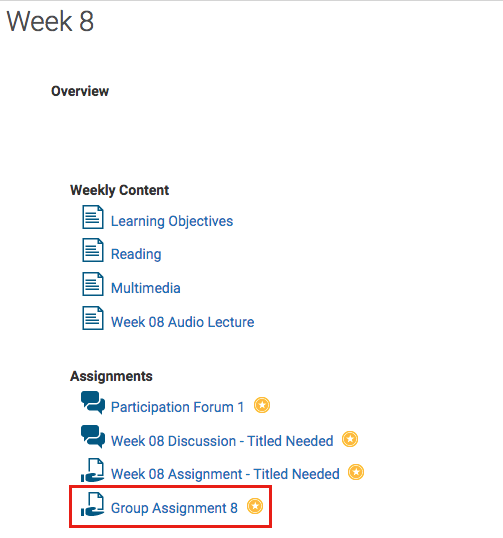 Week 8
Overview
Weekly Content
Learning Objectives
Reading
Multimedia
Week 08 Audio Lecture
Assignments
Participation Forum 1
Week 08 Discussion - Titled Needed
Week 08 Assignment - Titled Needed
Group Assignment 8